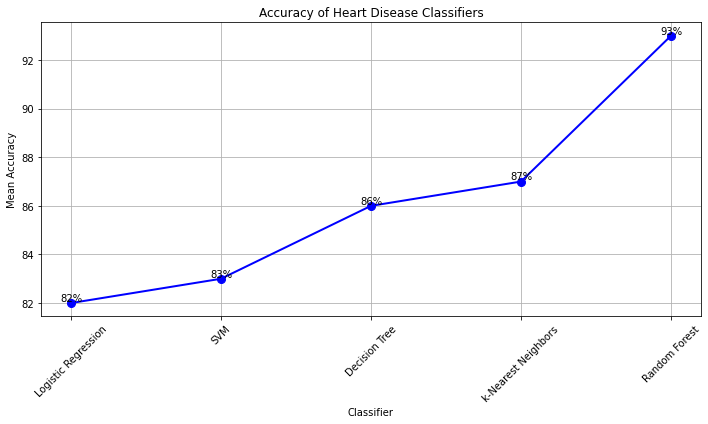 Accuracy of Heart Disease Classifiers
Mean Accuracy
92
90
88
86
84
82
82%
83%
86%
87%
93%
Logistic Regression
SVM
Decision Tree
k-Nearest Neighbors
Random Forest
Classifier